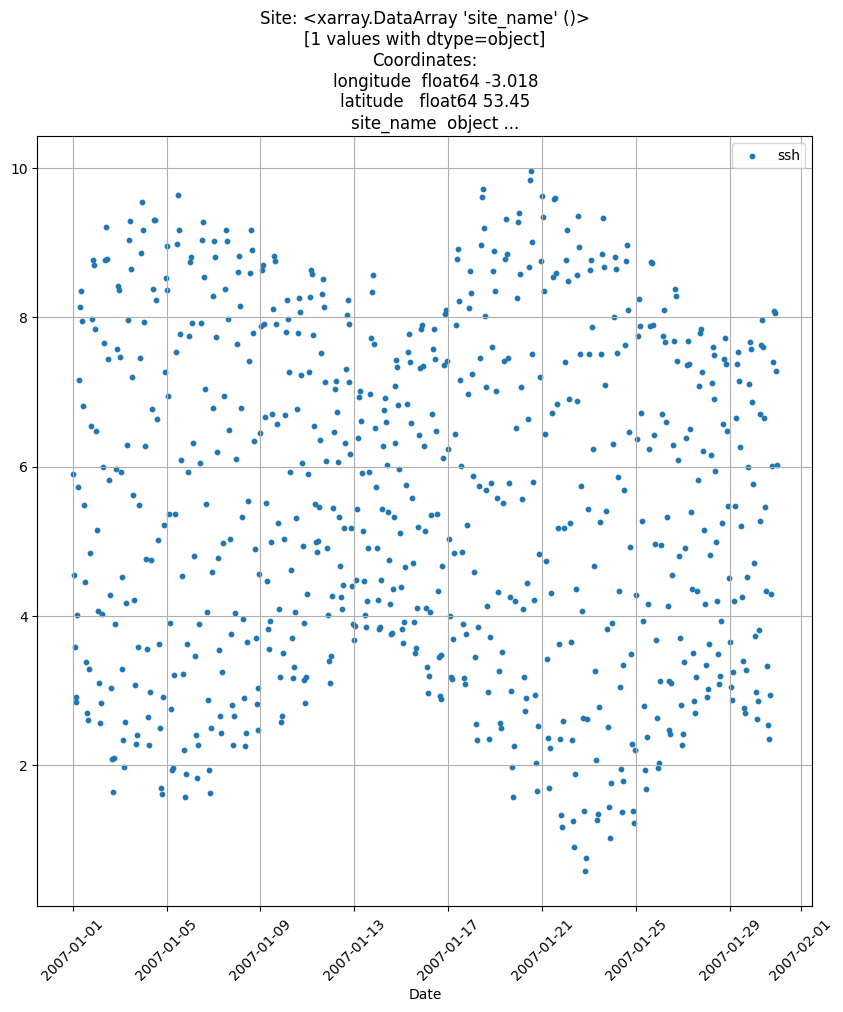 Site: <xarray.DataArray 'site_name' ()>
[1 values with dtype=object]
Coordinates:
longitude float64 -3.018
latitude float64 53.45
site_name object ...
ssh
10
8
6
4
2
2007-01-01
2007-01-05
2007-01-09
2007-01-13
2007-01-17
2007-01-21
2007-01-25
2007-01-29
2007-02-01
Date